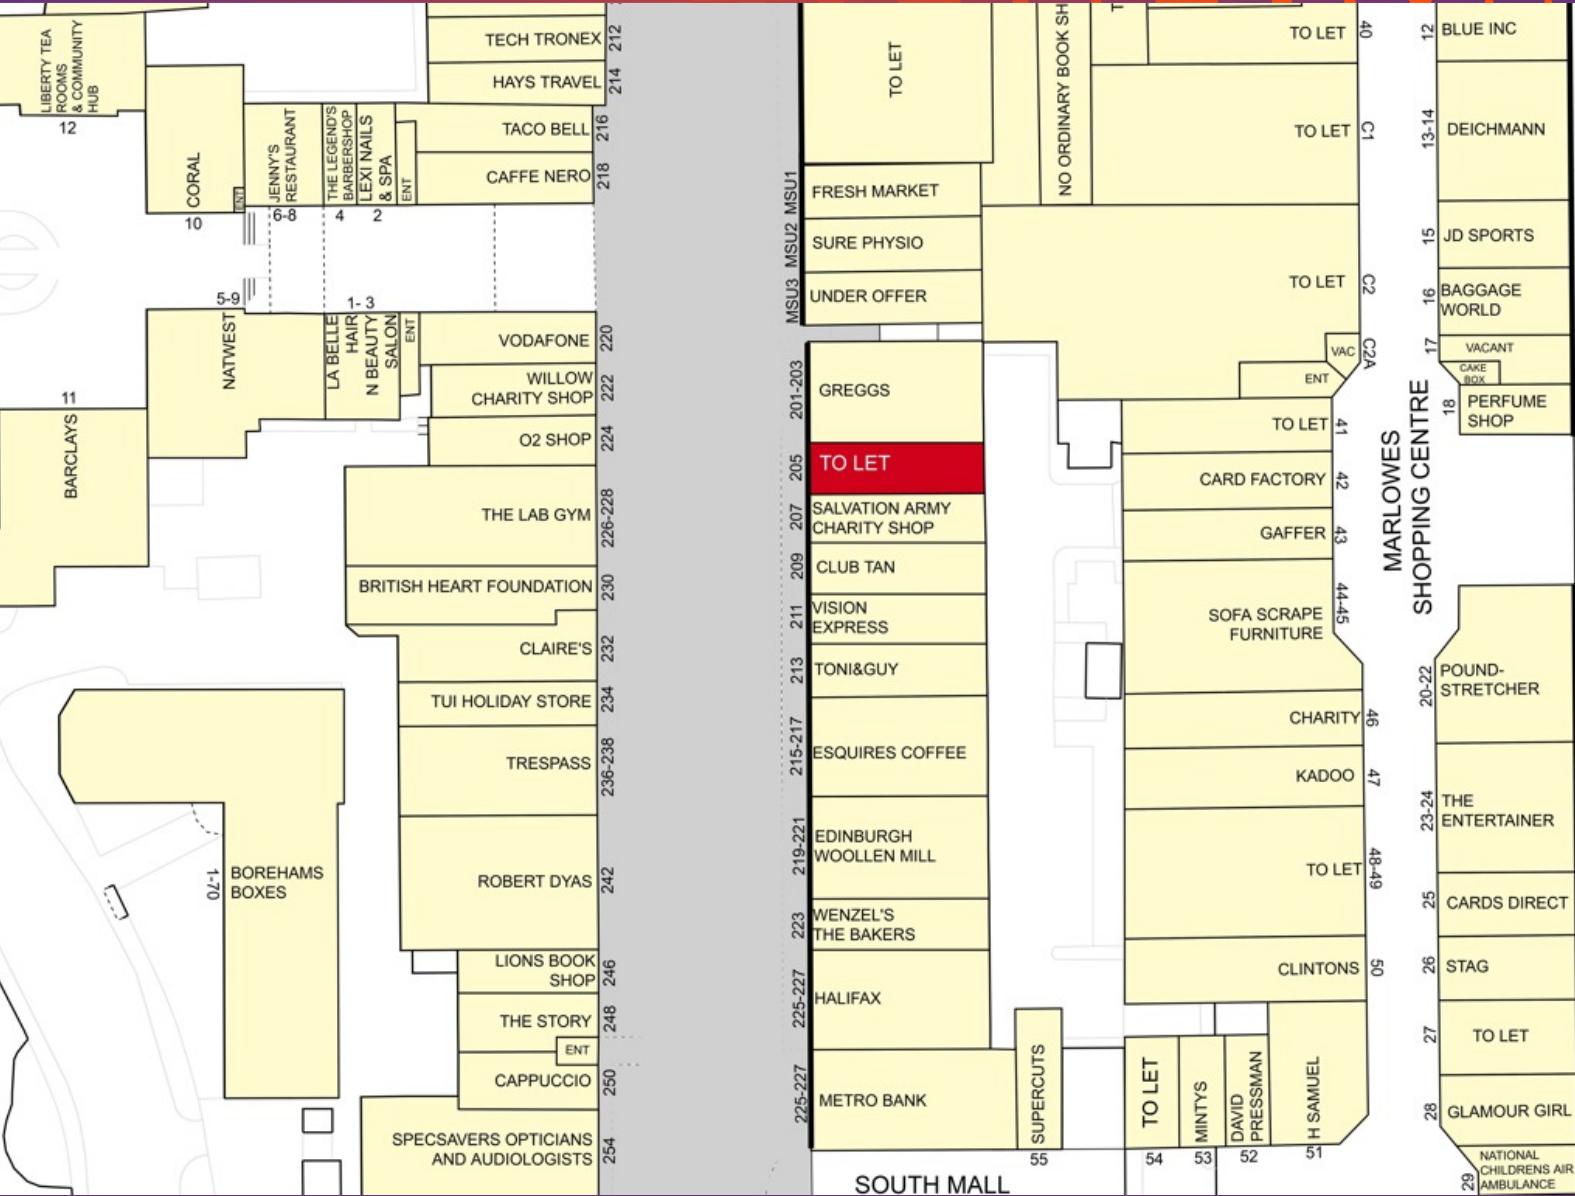 LIBERTY TEA
ROOMS
& COMMUNITY
HUB
12
CORAL
ENT
10
JENNY'S
RESTAURANT
6-8
THE LEGEND'S
BARBERSHOP
4
LEXI NAILS
& SPA
2
ENT
TECH TRONEX
212
HAYS TRAVEL
214
TACO BELL
216
CAFFE NERO
218
e
5-9
NATWEST
1- 3
LA BELLE
HAIR
N BEAUTY
SALON
ENT
11
BARCLAYS
VODAFONE
220
WILLOW
CHARITY SHOP
222
O2 SHOP
224
THE LAB GYM
226-228
BRITISH HEART FOUNDATION
230
CLAIRE'S
232
TUI HOLIDAY STORE
234
TRESPASS
236-238
ROBERT DYAS
242
BOREHAMS
BOXES
1-70
LIONS BOOK
SHOP
246
THE STORY
248
ENT
CAPPUCCIO
250
SPECSAVERS OPTICIANS
AND AUDIOLOGISTS
254
TO LET
NO ORDINARY BOOK SH
T
MSU1
FRESH MARKET
MSU2
SURE PHYSIO
MSU3
UNDER OFFER
201-203
GREGGS
205
TO LET
207
SALVATION ARMY
CHARITY SHOP
209
CLUB TAN
211
VISION
EXPRESS
213
TONI&GUY
215-217
ESQUIRES COFFEE
219-221
EDINBURGH
WOOLLEN MILL
223
WENZEL'S
THE BAKERS
225-227
HALIFAX
225-227
METRO BANK
SUPERCUTS
55
SOUTH MALL
TO LET
40
TO LET
C1
TO LET
C2
VAC
C2A
ENT
TO LET
41
CARD FACTORY
42
GAFFER
43
SOFA SCRAPE
FURNITURE
44-45
CHARITY
46
KADOO
47
TO LET
48-49
CLINTONS
50
TO LET
54
MINTYS
53
DAVID
PRESSMAN
52
H SAMUEL
51
MARLOWES
SHOPPING CENTRE
12
BLUE INC
13-14
DEICHMANN
15
JD SPORTS
16
BAGGAGE
WORLD
17
VACANT
CAKE
BOX
18
PERFUME
SHOP
20-22
POUND-
STRETCHER
23-24
THE
ENTERTAINER
25
CARDS DIRECT
26
STAG
27
TO LET
28
GLAMOUR GIRL
29
NATIONAL
CHILDRENS AIR
AMBULANCE